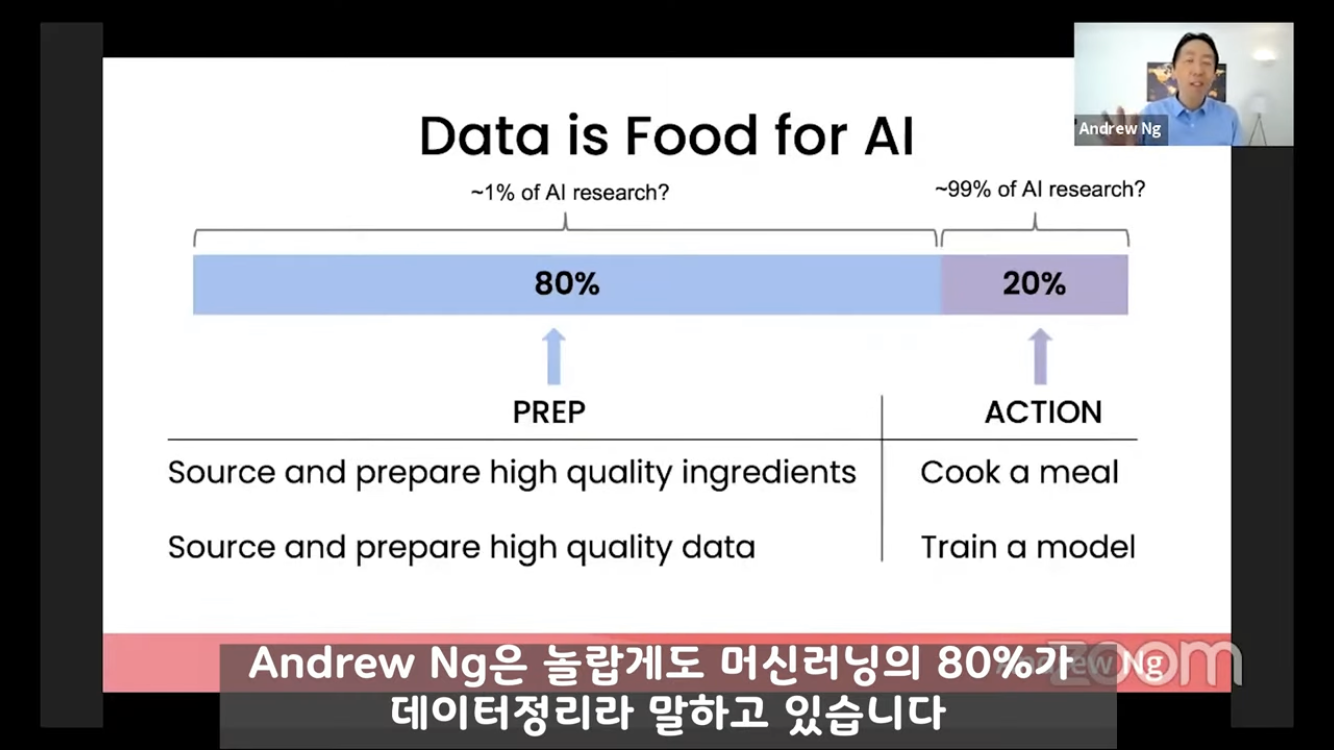 Andrew Ng
Data is Food for AI
~1% of AI research?
~99% of AI research?
80%
20%
PREP
ACTION
Source and prepare high quality ingredients
Cook a meal
Source and prepare high quality data
Train a model
zoom
Andrew Ng
Andrew Ng은 놀랍게도 머신러닝의 80%가
데이터정리라 말하고 있습니다